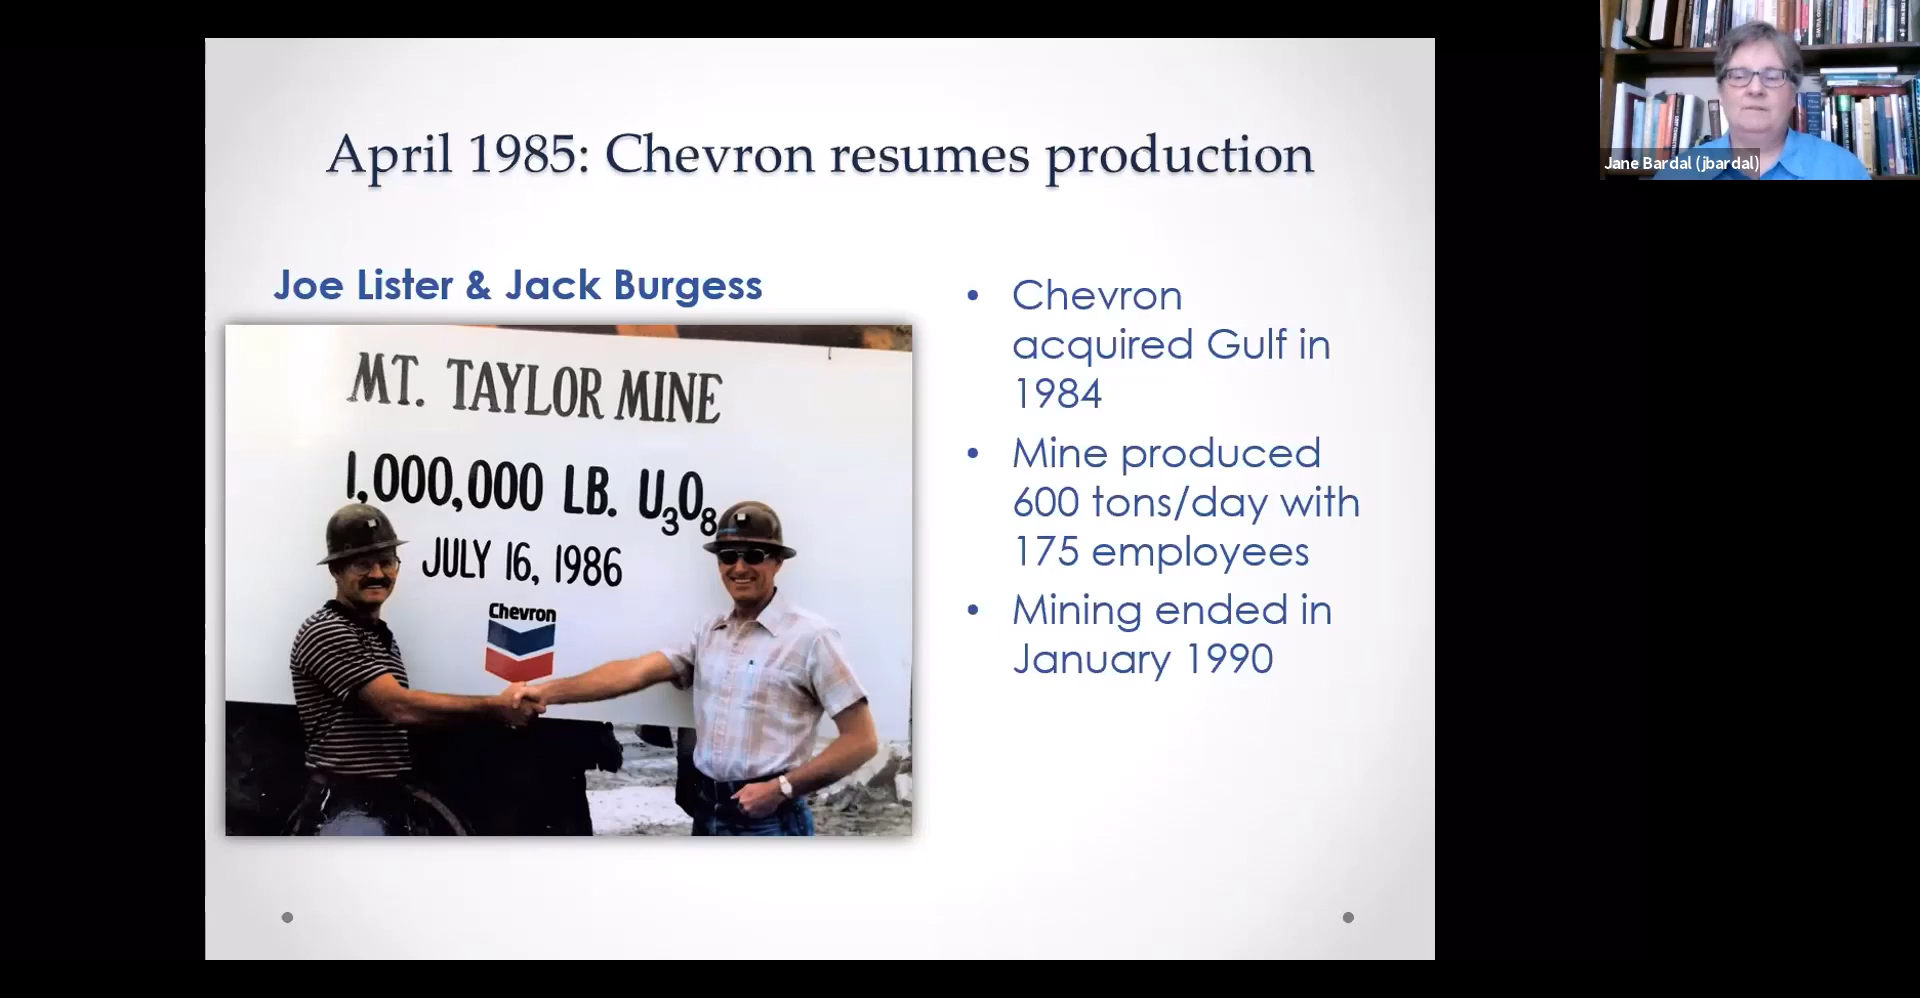 April 1985: Chevron resumes production
Joe Lister & Jack Burgess
MT. TAYLOR MINE
1,000,000 LB. U₃O₈
JULY 16, 1986
Chevron
• Chevron
acquired Gulf in
1984
• Mine produced
600 tons/day with
175 employees
• Mining ended in
January 1990
Jane Bardal (jbardal)